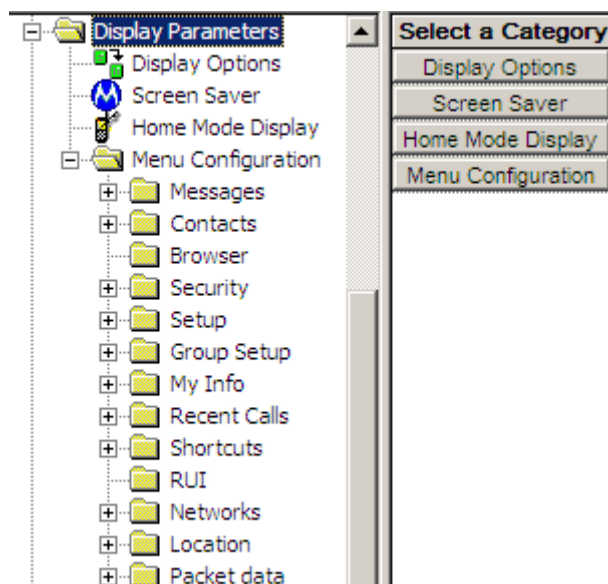 Display Parameters
Display Options
Screen Saver
Home Mode Display
Menu Configuration
Messages
Contacts
Browser
Security
Setup
Group Setup
My Info
Recent Calls
Shortcuts
RUI
Networks
Location
Packet data
Select a Category
Display Options
Screen Saver
Home Mode Display
Menu Configuration